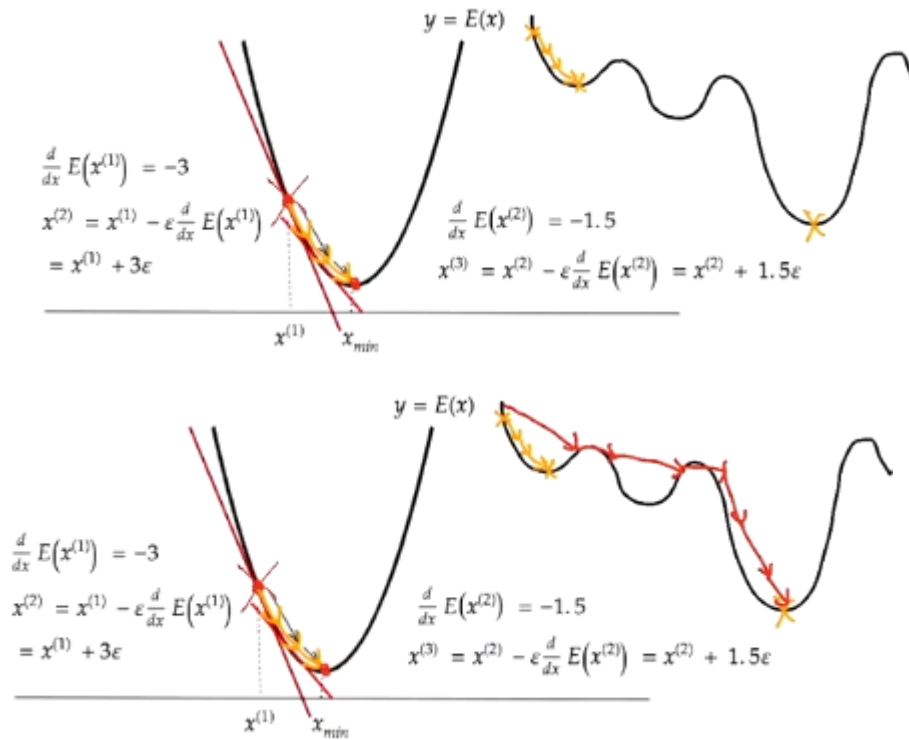 y = E(x)
d/dx E(x⁽¹⁾) = −3
x⁽²⁾ = x⁽¹⁾ − ε d/dx E(x⁽¹⁾)
= x⁽¹⁾ + 3ε
d/dx E(x⁽²⁾) = −1.5
x⁽³⁾ = x⁽²⁾ − ε d/dx E(x⁽²⁾) = x⁽²⁾ + 1.5ε
x⁽¹⁾ x_min
y = E(x)
d/dx E(x⁽¹⁾) = −3
x⁽²⁾ = x⁽¹⁾ − ε d/dx E(x⁽¹⁾)
= x⁽¹⁾ + 3ε
d/dx E(x⁽²⁾) = −1.5
x⁽³⁾ = x⁽²⁾ − ε d/dx E(x⁽²⁾) = x⁽²⁾ + 1.5ε
x⁽¹⁾ x_min